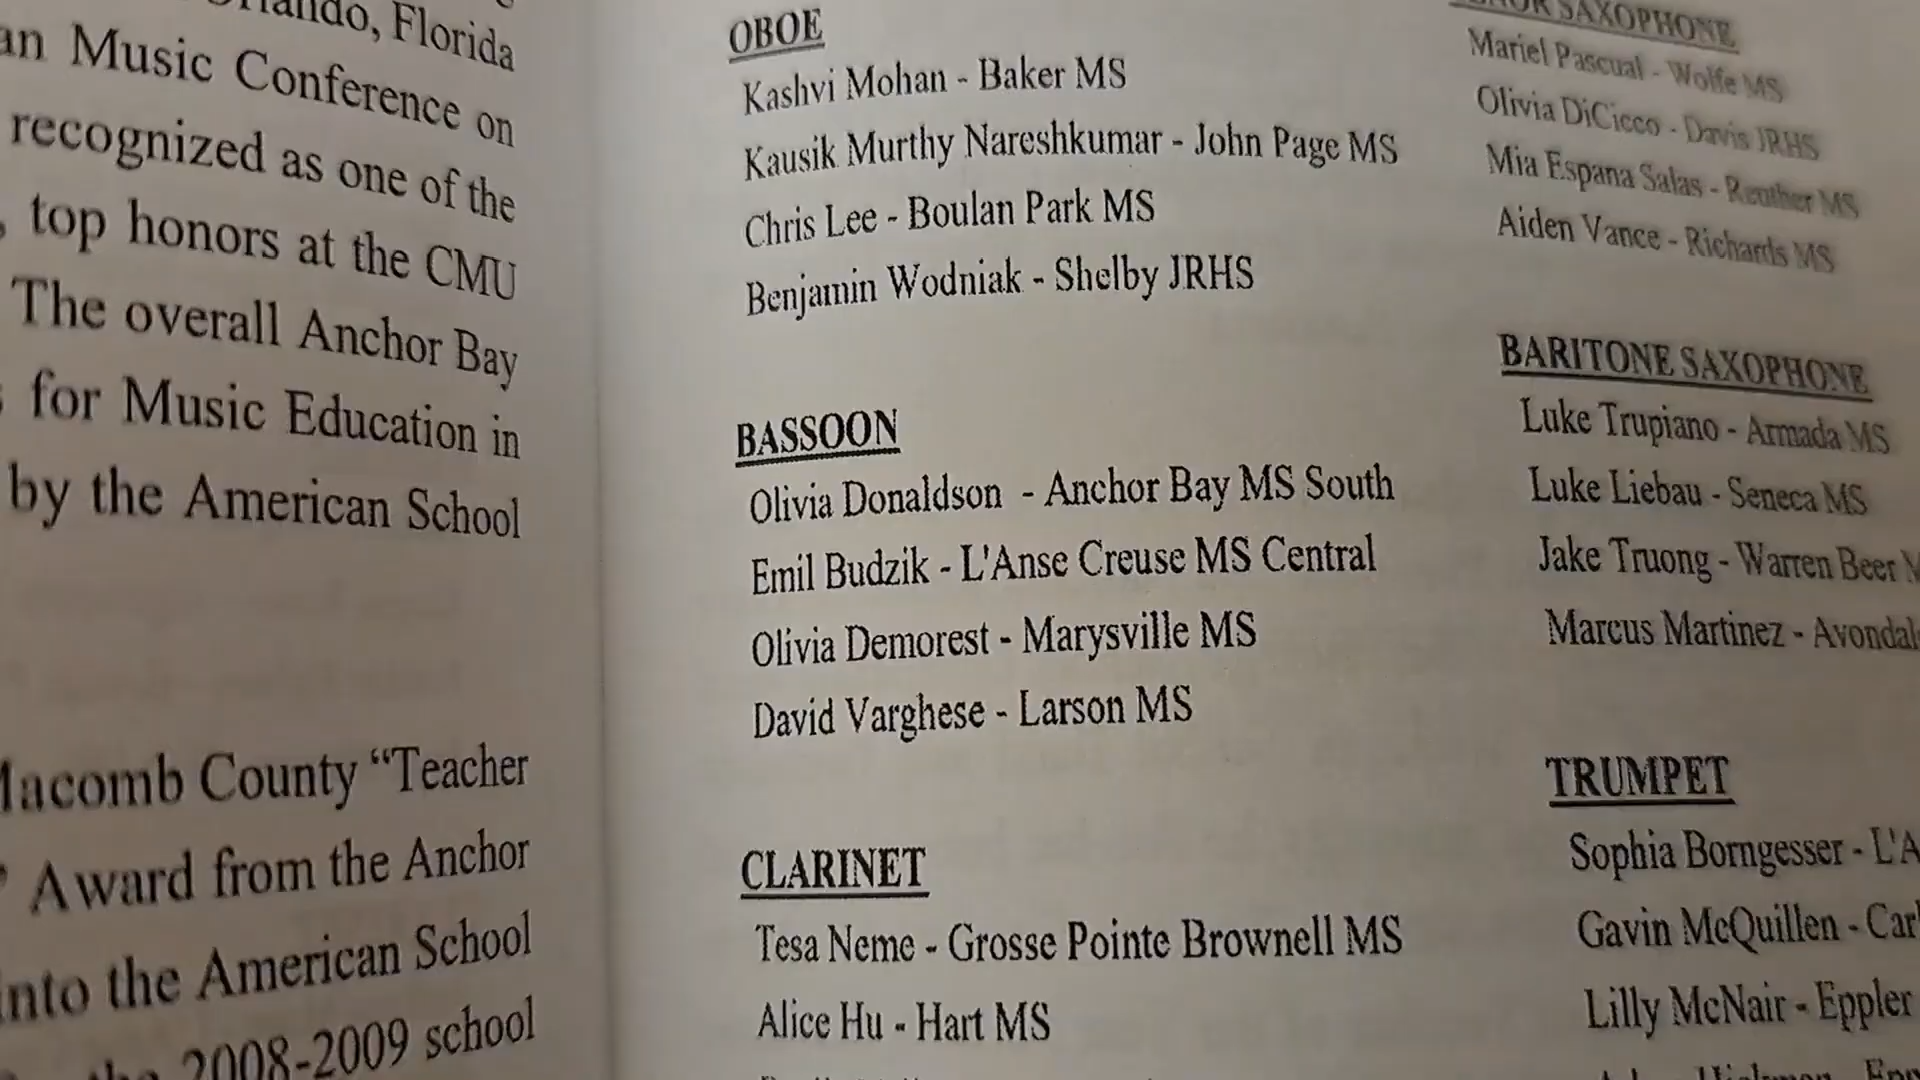 Florida
an Music Conference on
recognized as one of the
, top honors at the CMU
The overall Anchor Bay
for Music Education in
by the American School
Macomb County “Teacher
Award from the Anchor
into the American School
2008-2009 school
OBOE
Kashvi Mohan - Baker MS
Kausik Murthy Nareshkumar - John Page MS
Chris Lee - Boulan Park MS
Benjamin Wodniak - Shelby JRHS
BASSOON
Olivia Donaldson - Anchor Bay MS South
Emil Budzik - L'Anse Creuse MS Central
Olivia Demorest - Marysville MS
David Varghese - Larson MS
CLARINET
Tesa Neme - Grosse Pointe Brownell MS
Alice Hu - Hart MS
SAXOPHONE
Mariel Pascual - Wolfe MS
Olivia DiCicco - Davis JRHS
Mia Espana Salas - Reuther MS
Aiden Vance - Richards MS
BARITONE SAXOPHONE
Luke Trupiano - Armada MS
Luke Liebau - Seneca MS
Jake Truong - Warren Beer M
Marcus Martinez - Avondal
TRUMPET
Sophia Borngesser - L'A
Gavin McQuillen - Carl
Lilly McNair - Eppler